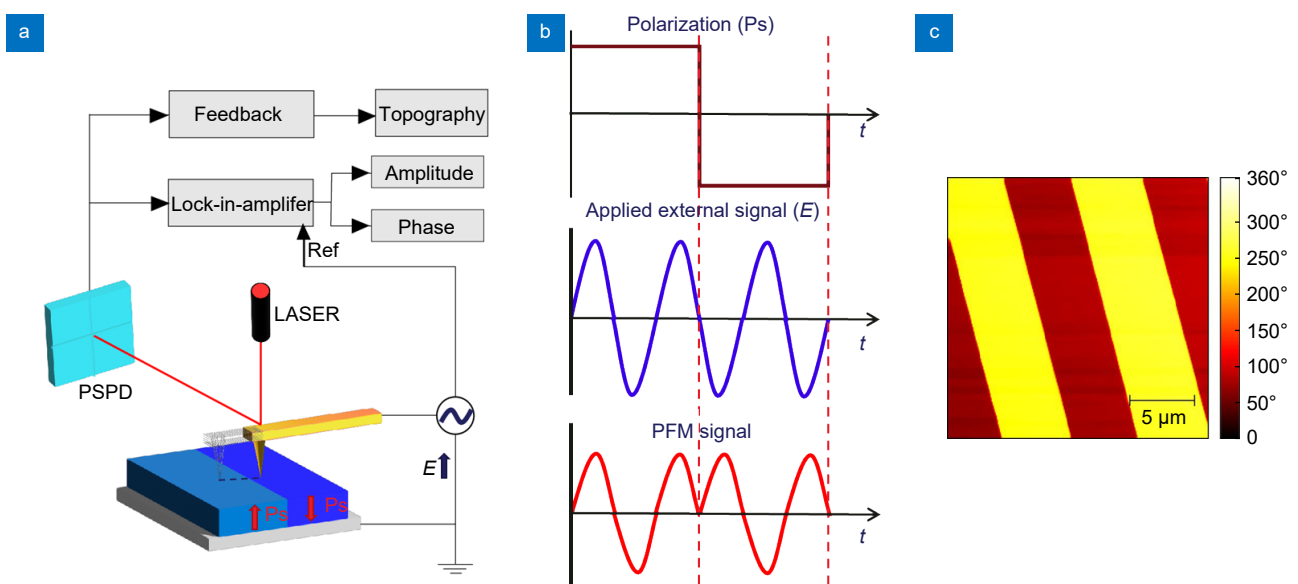 a
Feedback
Topography
Lock-in-amplifer
Amplitude
Phase
Ref
LASER
PSPD
E
Ps
Ps
b
Polarization (Ps)
t
Applied external signal (E)
t
PFM signal
t
c
360°
300°
250°
200°
150°
100°
50°
0
5 µm